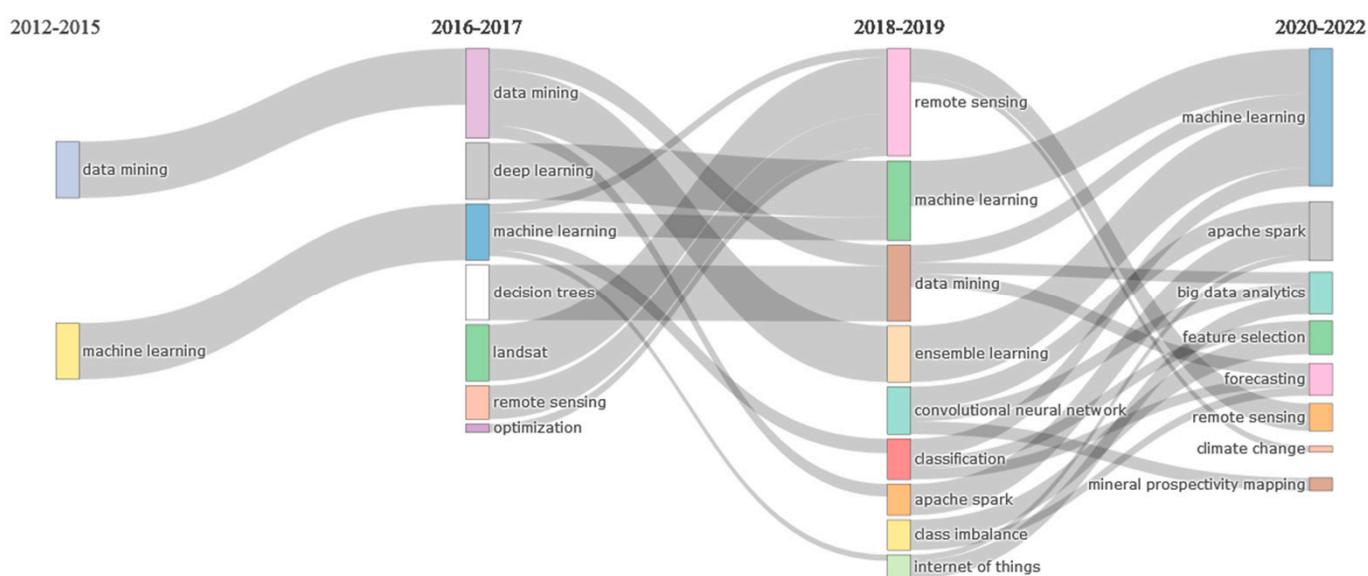 2012-2015
2016-2017
2018-2019
2020-2022
data mining
machine learning
data mining
deep learning
machine learning
decision trees
landsat
remote sensing
optimization
remote sensing
machine learning
data mining
ensemble learning
convolutional neural network
classification
apache spark
class imbalance
internet of things
machine learning
apache spark
big data analytics
feature selection
forecasting
remote sensing
climate change
mineral prospectivity mapping